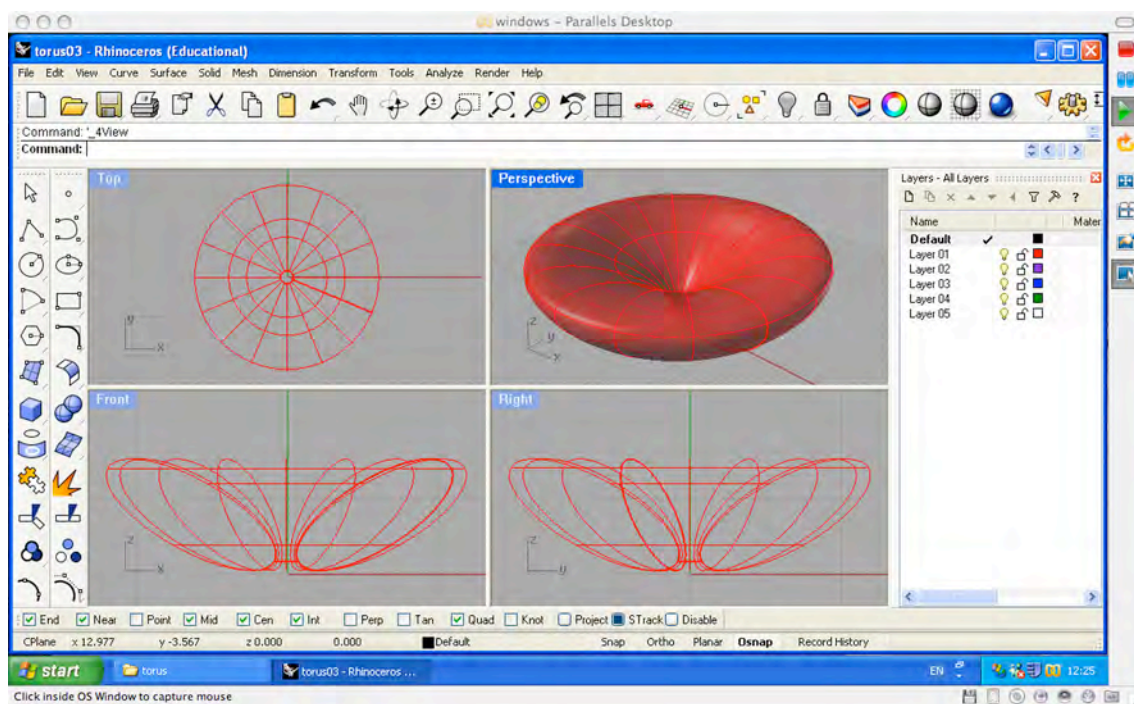 windows – Parallels Desktop
torus03 - Rhinoceros (Educational)
File Edit View Curve Surface Solid Mesh Dimension Transform Tools Analyze Render Help
Command: '_4View
Command:
Top
Perspective
Layers - All Layers
?
Name Mater
Default
Layer 01
Layer 02
Layer 03
Layer 04
Layer 05
y
x
z
y
x
Front
Right
z
x
z
y
End Near Point Mid Cen Int Perp Tan Quad Knot Project STrack Disable
CPlane x 12.977 y -3.567 z 0.000 0.000 Default Snap Ortho Planar Osnap Record History
start torus torus03 - Rhinoceros ... EN 12:25
Click inside OS Window to capture mouse